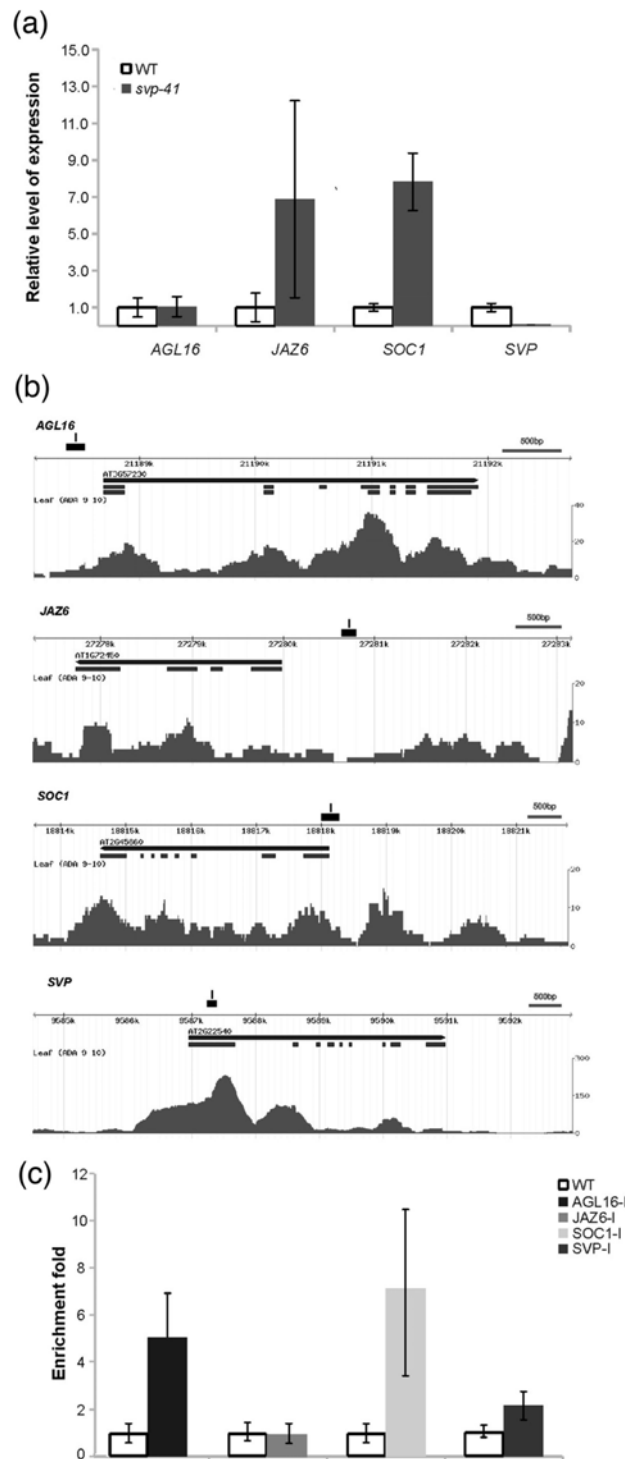 (a)
15.0
13.0
11.0
9.0
7.0
5.0
3.0
1.0
Relative level of expression
WT
svp-41
AGL16 JAZ6 SOC1 SVP
(b)
AGL16
I
500bp
21189k 21190k 21191k 21192k
AT3G57230
Leaf (ADA 9-10)
40
20
0
JAZ6
I
500bp
27278k 27279k 27280k 27281k 27282k 27283k
AT1G72450
Leaf (ADA 9-10)
20
10
0
SOC1
I
500bp
18814k 18815k 18816k 18817k 18818k 18819k 18820k 18821k
AT2G45660
Leaf (ADA 9-10)
20
10
0
SVP
I
500bp
9585k 9586k 9587k 9588k 9589k 9590k 9591k 9592k
AT2G22540
Leaf (ADA 9-10)
300
150
0
(c)
12
10
8
6
4
2
0
Enrichment fold
WT
AGL16-I
JAZ6-I
SOC1-I
SVP-I